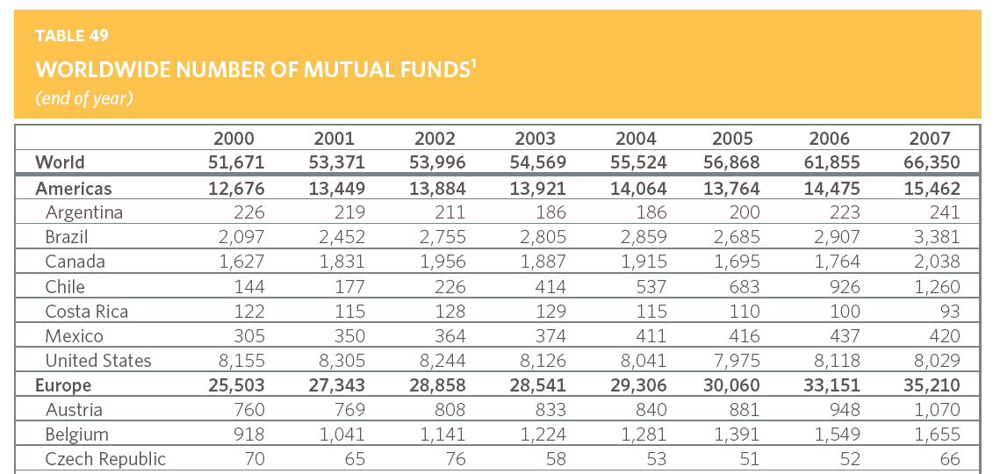 TABLE 49
WORLDWIDE NUMBER OF MUTUAL FUNDS¹
(end of year)
2000 2001 2002 2003 2004 2005 2006 2007
World 51,671 53,371 53,996 54,569 55,524 56,868 61,855 66,350
Americas 12,676 13,449 13,884 13,921 14,064 13,764 14,475 15,462
Argentina 226 219 211 186 186 200 223 241
Brazil 2,097 2,452 2,755 2,805 2,859 2,685 2,907 3,381
Canada 1,627 1,831 1,956 1,887 1,915 1,695 1,764 2,038
Chile 144 177 226 414 537 683 926 1,260
Costa Rica 122 115 128 129 115 110 100 93
Mexico 305 350 364 374 411 416 437 420
United States 8,155 8,305 8,244 8,126 8,041 7,975 8,118 8,029
Europe 25,503 27,343 28,858 28,541 29,306 30,060 33,151 35,210
Austria 760 769 808 833 840 881 948 1,070
Belgium 918 1,041 1,141 1,224 1,281 1,391 1,549 1,655
Czech Republic 70 65 76 58 53 51 52 66